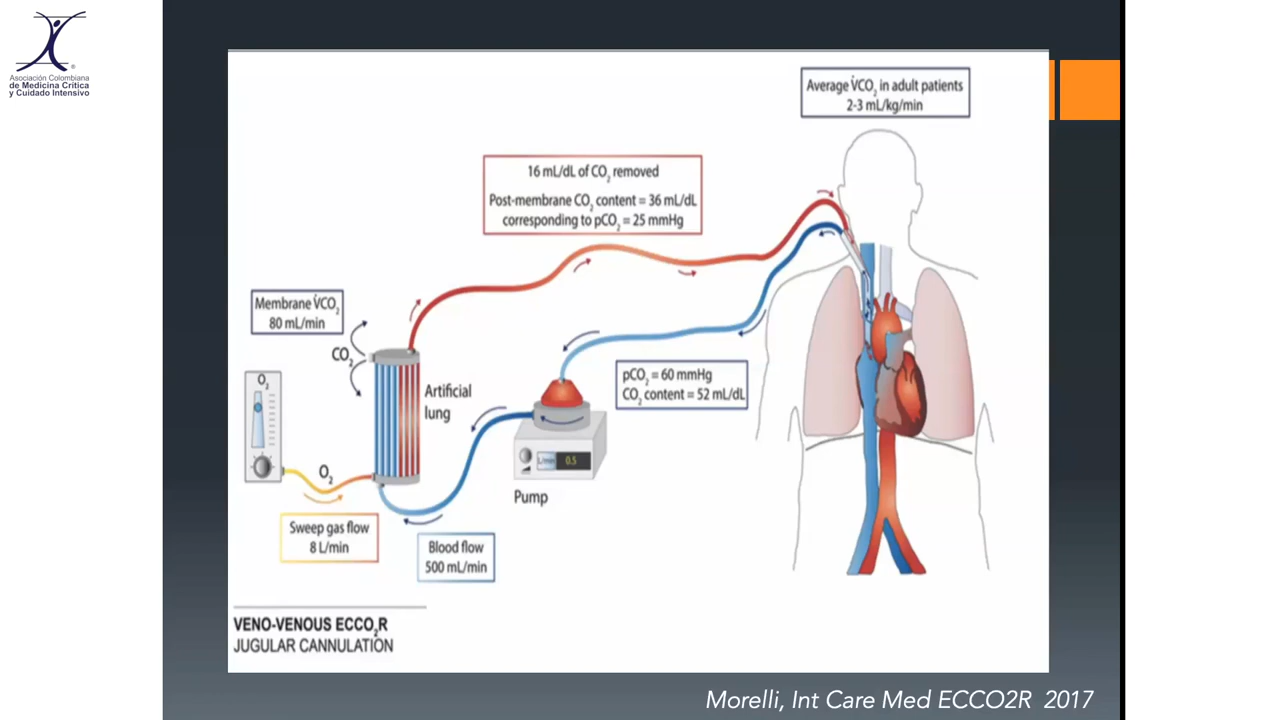 Asociación Colombiana
de Medicina Crítica
y Cuidado Intensivo
®
Average V̇CO₂ in adult patients
2-3 mL/kg/min
16 mL/dL of CO₂ removed
Post-membrane CO₂ content = 36 mL/dL
corresponding to pCO₂ = 25 mmHg
Membrane V̇CO₂
80 mL/min
CO₂
O₂
Artificial
lung
pCO₂ = 60 mmHg
CO₂ content = 52 mL/dL
L/min 0.5
O₂
Pump
Sweep gas flow
8 L/min
Blood flow
500 mL/min
VENO-VENOUS ECCO₂R
JUGULAR CANNULATION
Morelli, Int Care Med ECCO2R 2017